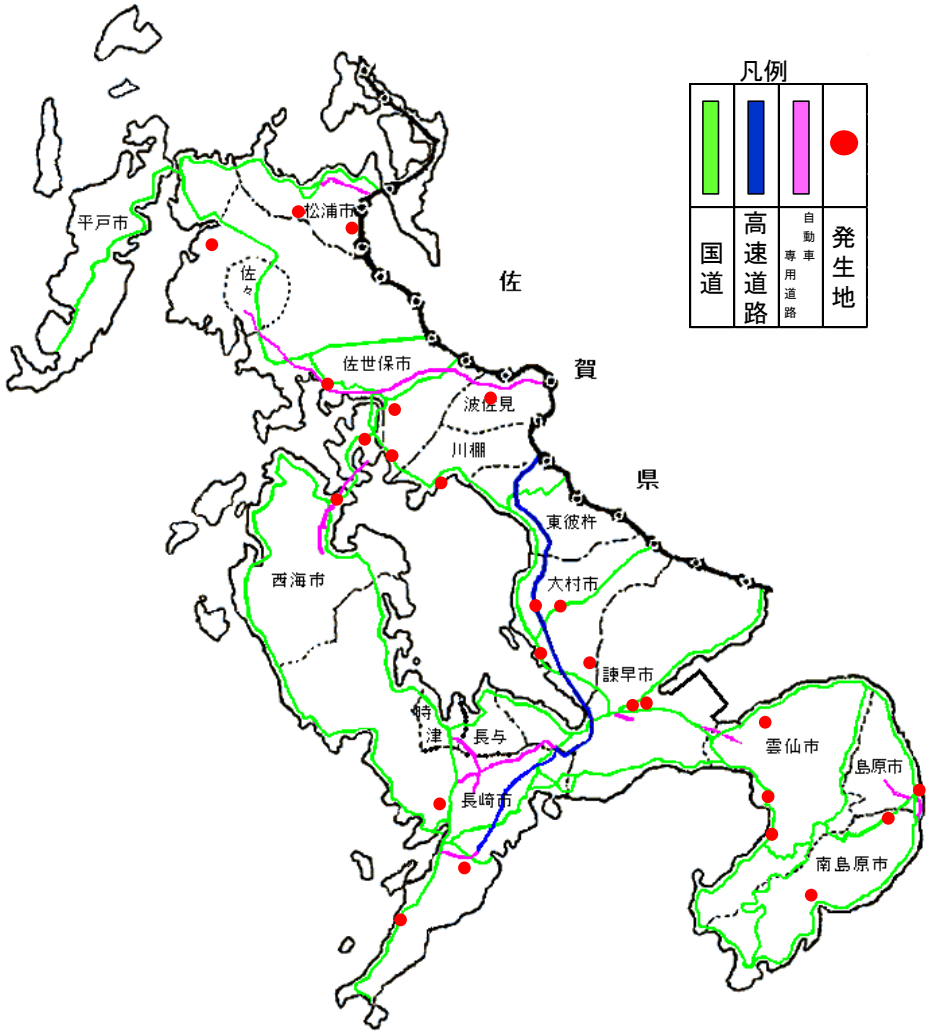 凡例
国道
高速道路
自動車
専用道路
発生地
平戸市
松浦市
佐々
佐
賀
県
佐世保市
波佐見
川棚
東彼杵
西海市
大村市
諫早市
時津
長与
長崎市
雲仙市
島原市
南島原市